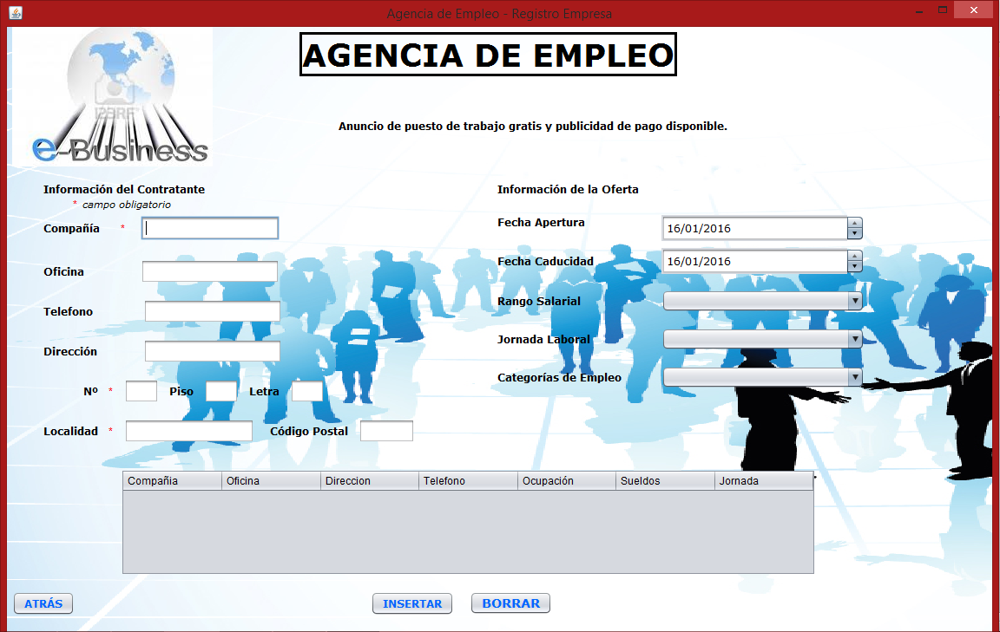 Agencia de Empleo - Registro Empresa
AGENCIA DE EMPLEO
123RF
e-Business
Anuncio de puesto de trabajo gratis y publicidad de pago disponible.
Información del Contratante
* campo obligatorio
Compañía *
Oficina
Telefono
Dirección
Nº * Piso Letra
Localidad * Código Postal
Información de la Oferta
Fecha Apertura 16/01/2016
Fecha Caducidad 16/01/2016
Rango Salarial
Jornada Laboral
Categorías de Empleo
Compañia Oficina Direccion Telefono Ocupación Sueldos Jornada
ATRÁS INSERTAR BORRAR